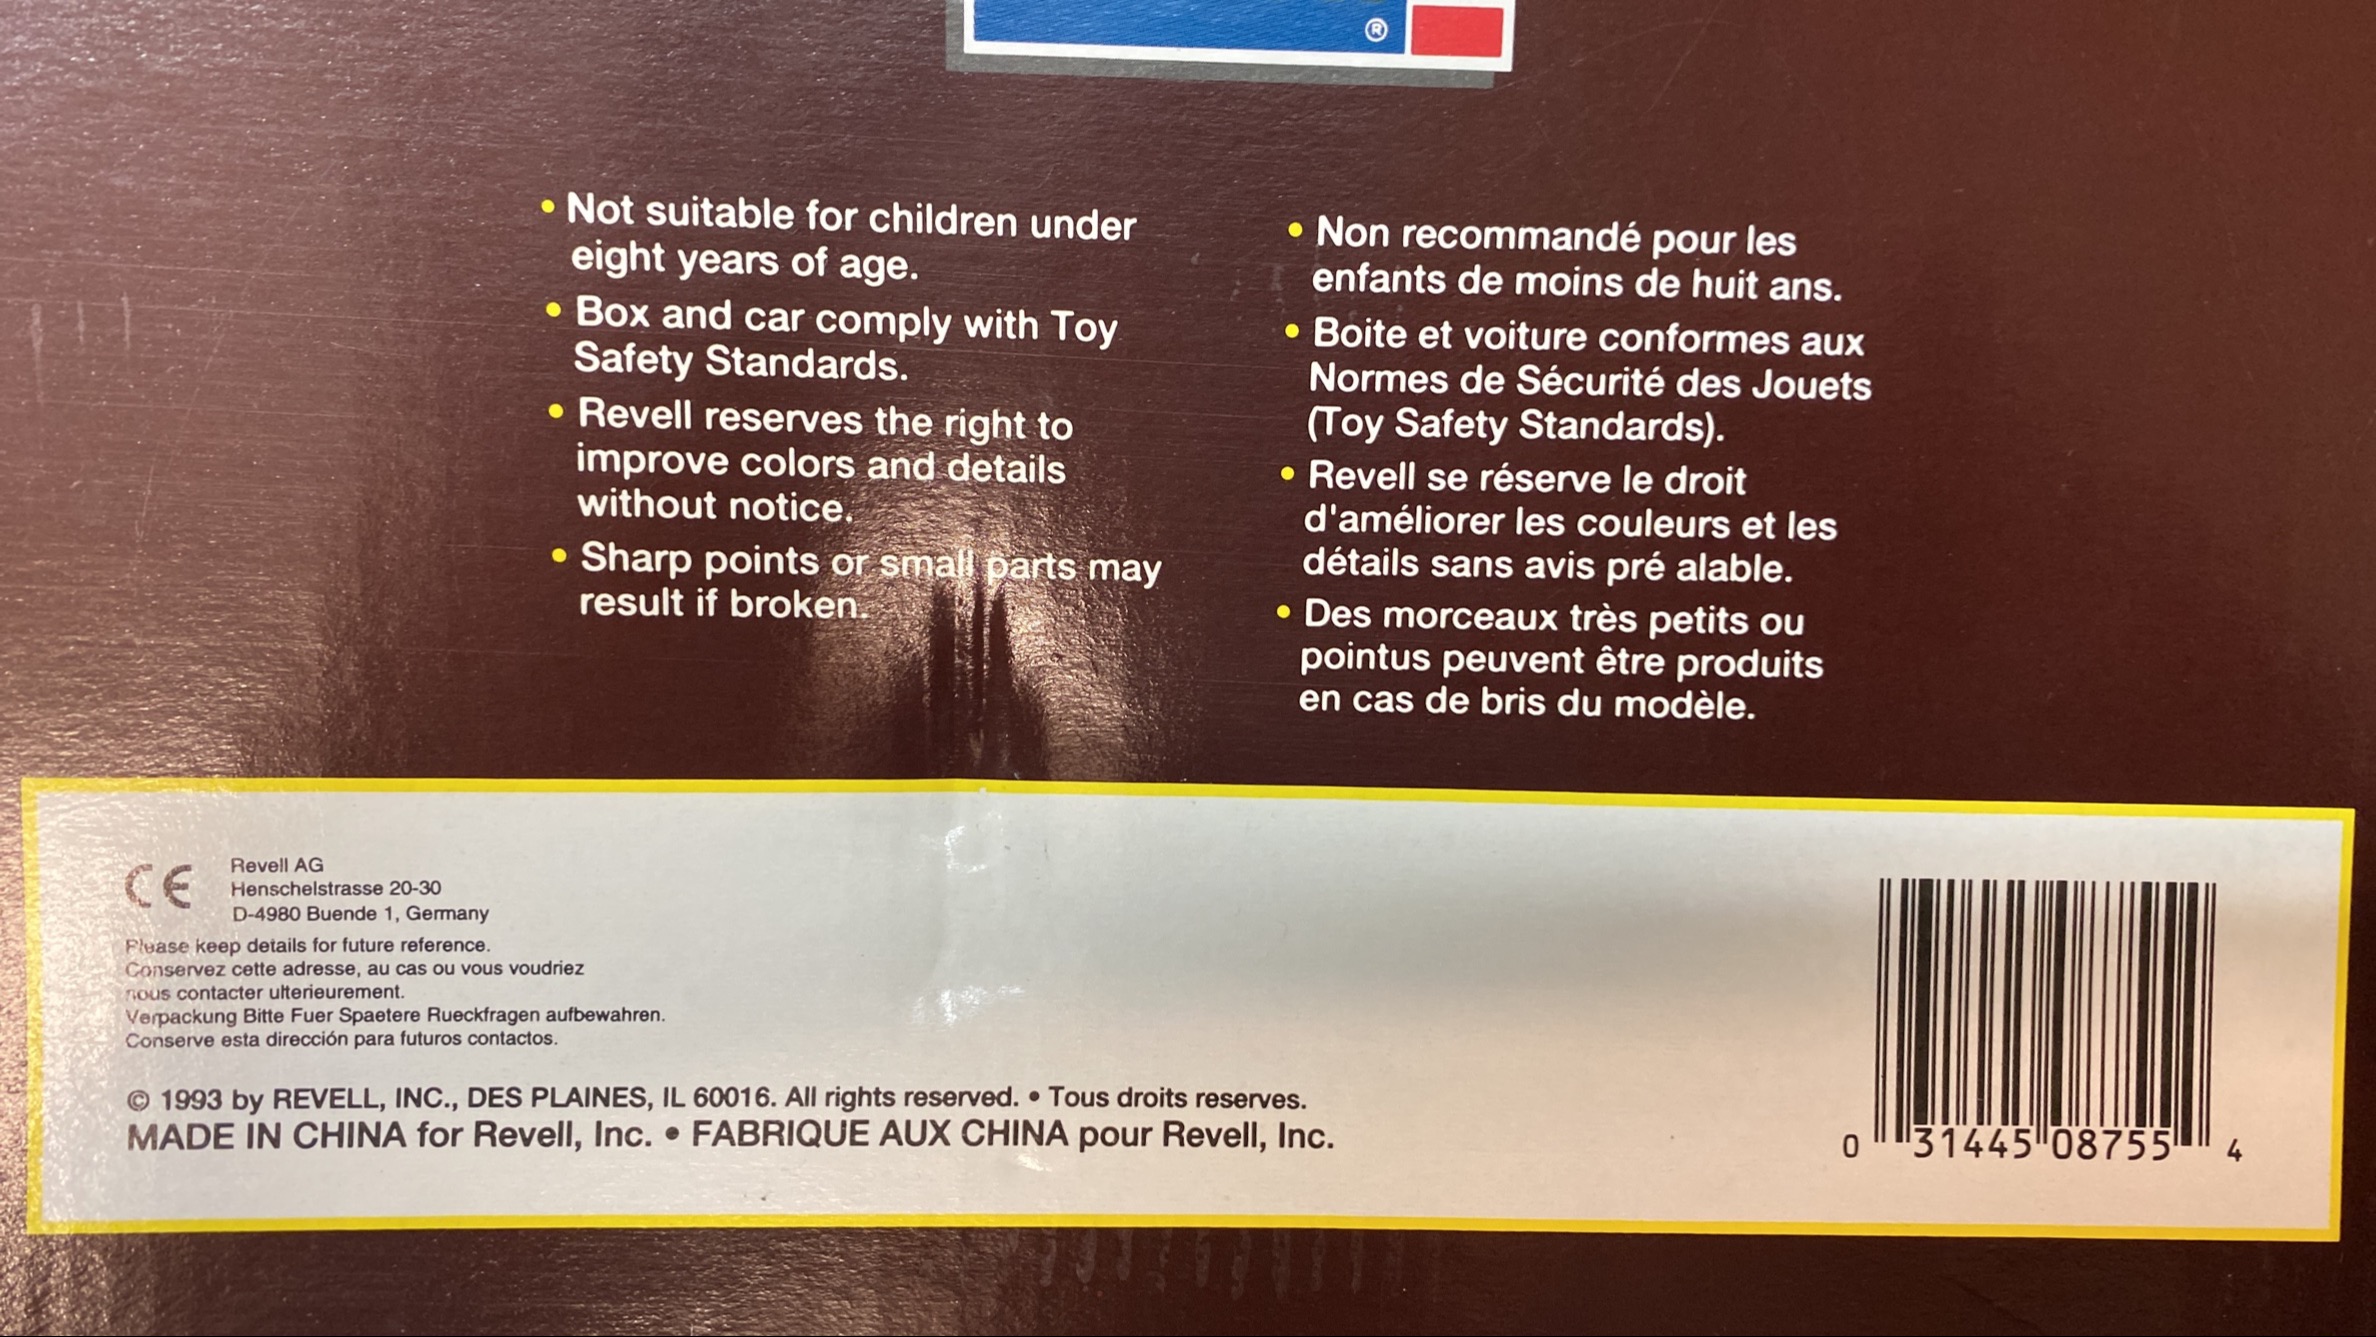 ®
• Not suitable for children under
eight years of age.
• Box and car comply with Toy
Safety Standards.
• Revell reserves the right to
improve colors and details
without notice.
• Sharp points or small parts may
result if broken.
• Non recommandé pour les
enfants de moins de huit ans.
• Boite et voiture conformes aux
Normes de Sécurité des Jouets
(Toy Safety Standards).
• Revell se réserve le droit
d'améliorer les couleurs et les
détails sans avis pré alable.
• Des morceaux très petits ou
pointus peuvent être produits
en cas de bris du modèle.
CE
Revell AG
Henschelstrasse 20-30
D-4980 Buende 1, Germany
Please keep details for future reference.
Conservez cette adresse, au cas ou vous voudriez
nous contacter ulterieurement.
Verpackung Bitte Fuer Spaetere Rueckfragen aufbewahren.
Conserve esta dirección para futuros contactos.
© 1993 by REVELL, INC., DES PLAINES, IL 60016. All rights reserved. • Tous droits reserves.
MADE IN CHINA for Revell, Inc. • FABRIQUE AUX CHINA pour Revell, Inc.
0 31445 08755 4